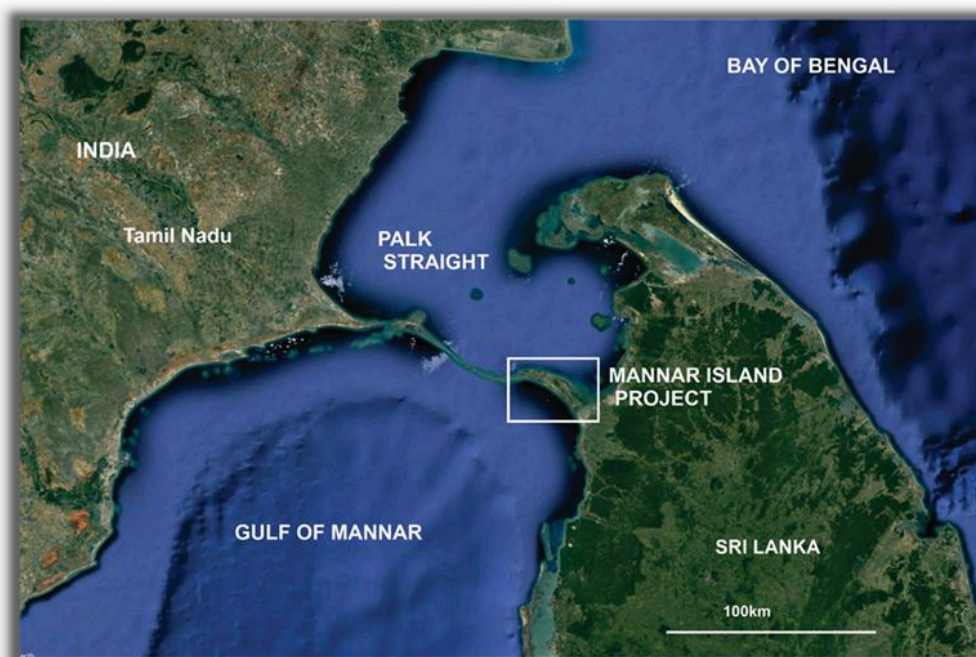 BAY OF BENGAL
INDIA
Tamil Nadu
PALK
STRAIGHT
MANNAR ISLAND
PROJECT
GULF OF MANNAR
SRI LANKA
100km